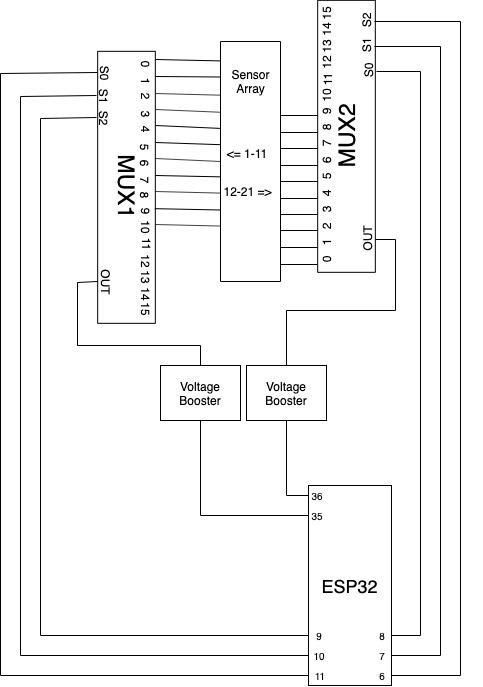 S0
S1
S2
MUX1
OUT
0
1
2
3
4
5
6
7
8
9
10
11
12
13
14
15
Sensor
Array
<= 1-11
12-21 =>
15
14
13
12
11
10
9
8
7
6
5
4
3
2
1
0
MUX2
S2
S1
S0
OUT
Voltage
Booster
Voltage
Booster
36
35
ESP32
9
10
11
8
7
6